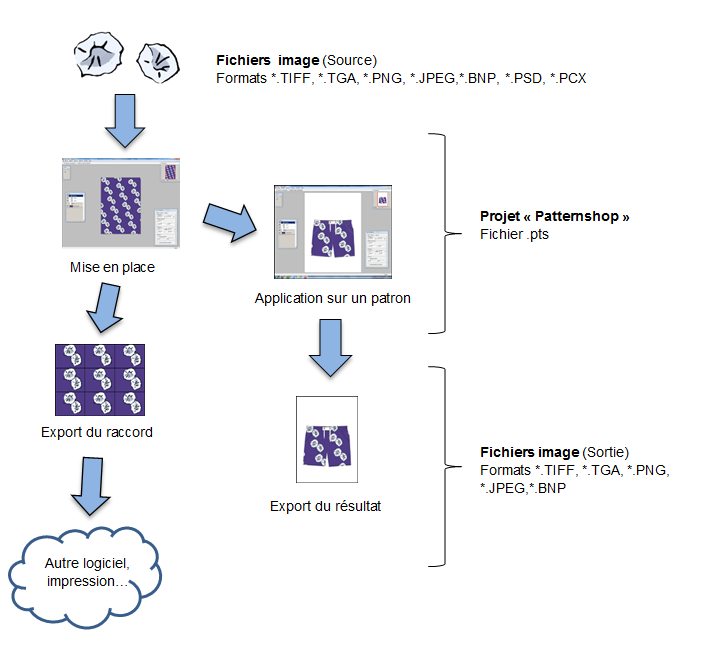 Fichiers image (Source)
Formats *.TIFF, *.TGA, *.PNG, *.JPEG,*.BNP, *.PSD, *.PCX
Projet « Patternshop »
Fichier .pts
Mise en place
Application sur un patron
Export du raccord
Fichiers image (Sortie)
Formats *.TIFF, *.TGA, *.PNG,
*.JPEG,*.BNP
Export du résultat
Autre logiciel,
impression…